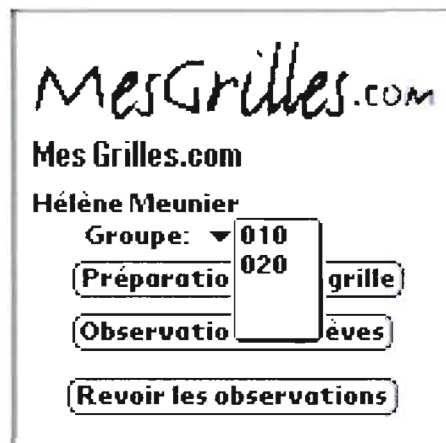 MesGrilles.com
Mes Grilles.com
Hélène Meunier
Groupe: 010
020
Préparatio grille
Observatio èves
Revoir les observations